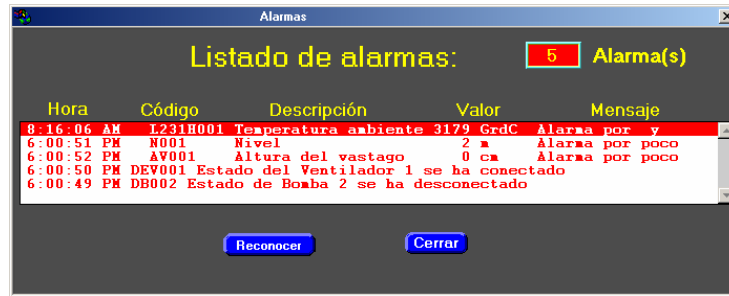 Alarmas
Listado de alarmas: 5 Alarma(s)
Hora Código Descripción Valor Mensaje
8:16:06 AM L231H001 Temperatura ambiente 3179 GrdC Alarma por y
6:00:51 PM N001 Nivel 2 m Alarma por poco
6:00:52 PM AV001 Altura del vastago 0 cm Alarma por poco
6:00:50 PM DEV001 Estado del Ventilador 1 se ha conectado
6:00:49 PM DB002 Estado de Bomba 2 se ha desconectado
Reconocer Cerrar